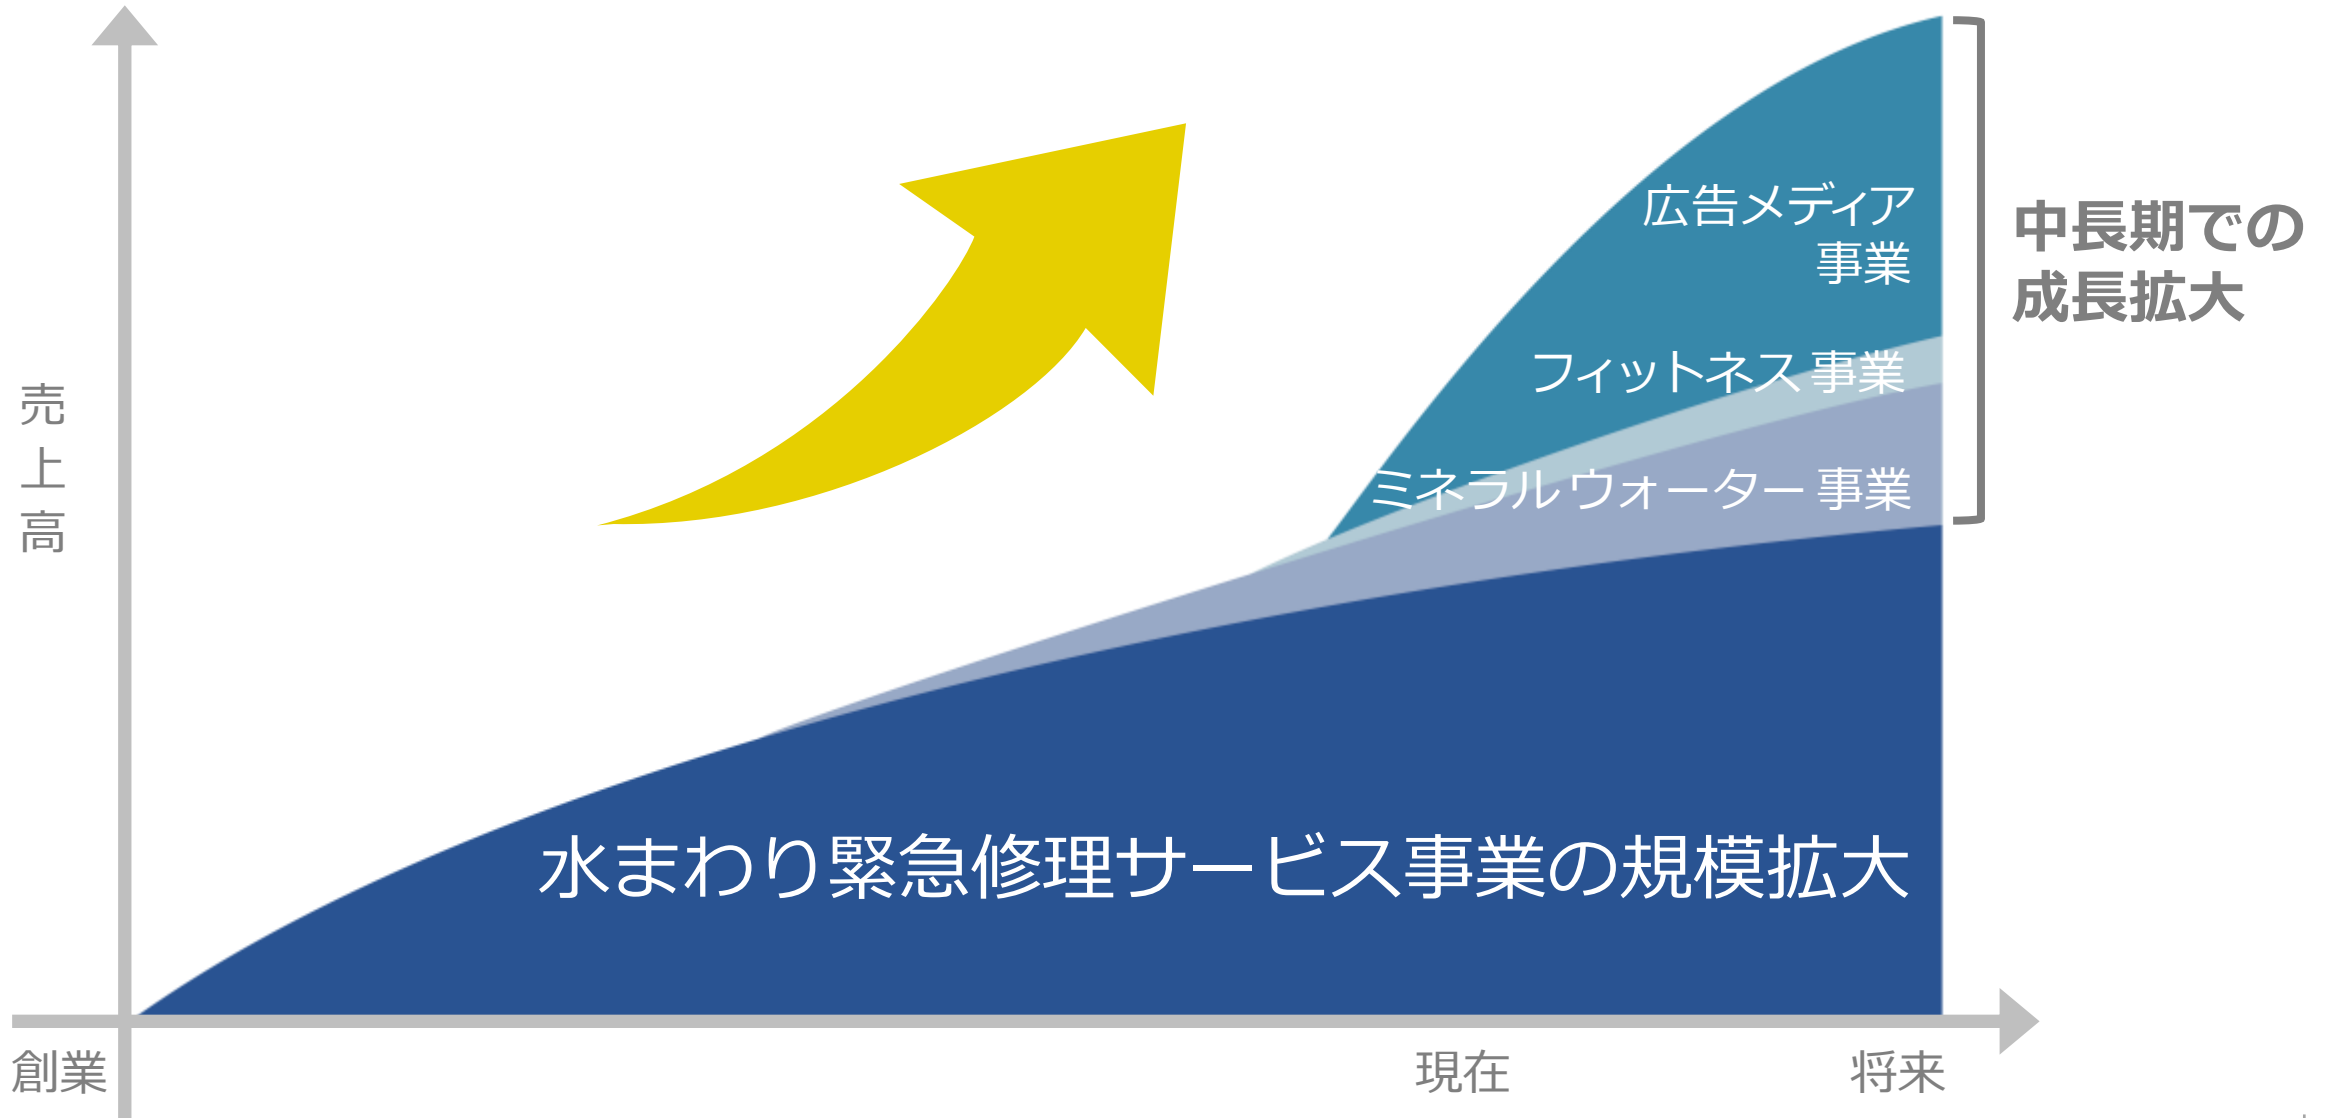 売上高
広告メディア
事業
フィットネス事業
ミネラルウォーター事業
中長期での
成長拡大
水まわり緊急修理サービス事業の規模拡大
創業
現在
将来